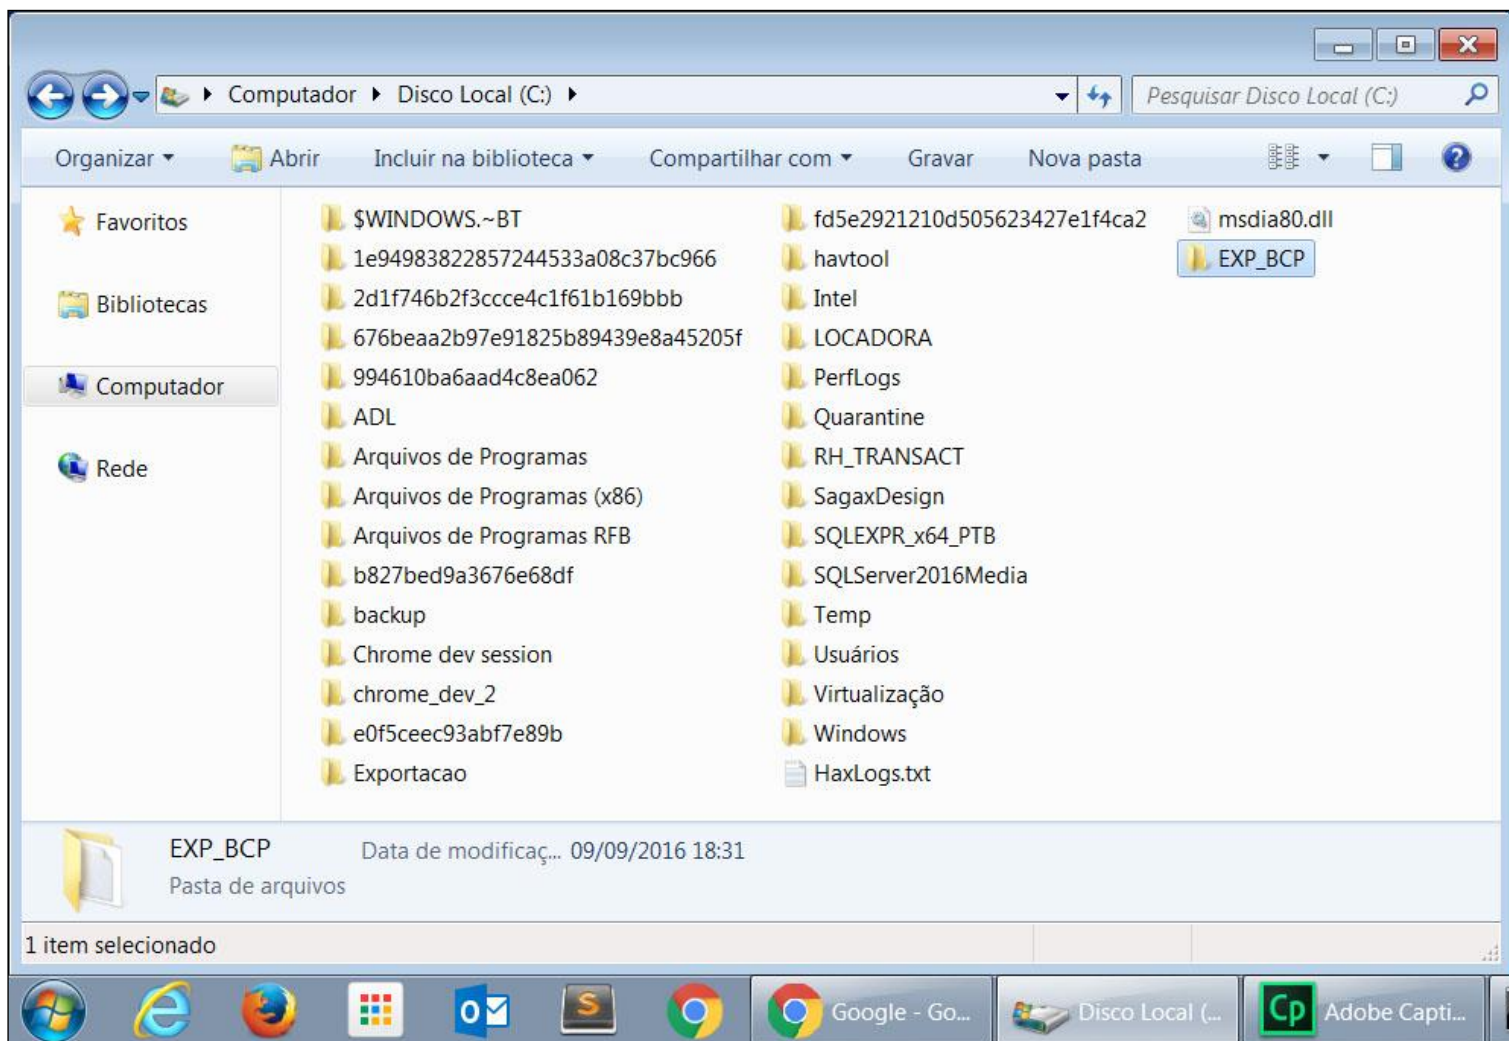 Computador Disco Local (C:)
Pesquisar Disco Local (C:)
Organizar Abrir Incluir na biblioteca Compartilhar com Gravar Nova pasta
Favoritos
Bibliotecas
Computador
Rede
$WINDOWS.~BT
1e94983822857244533a08c37bc966
2d1f746b2f3ccce4c1f61b169bbb
676beaa2b97e91825b89439e8a45205f
994610ba6aad4c8ea062
ADL
Arquivos de Programas
Arquivos de Programas (x86)
Arquivos de Programas RFB
b827bed9a3676e68df
backup
Chrome dev session
chrome_dev_2
e0f5ceec93abf7e89b
Exportacao
fd5e2921210d505623427e1f4ca2
havtool
Intel
LOCADORA
PerfLogs
Quarantine
RH_TRANSACT
SagaxDesign
SQLEXPR_x64_PTB
SQLServer2016Media
Temp
Usuários
Virtualização
Windows
HaxLogs.txt
msdia80.dll
EXP_BCP
EXP_BCP Data de modificaç... 09/09/2016 18:31
Pasta de arquivos
1 item selecionado
Google - Go... Disco Local (... Cp Adobe Capti...